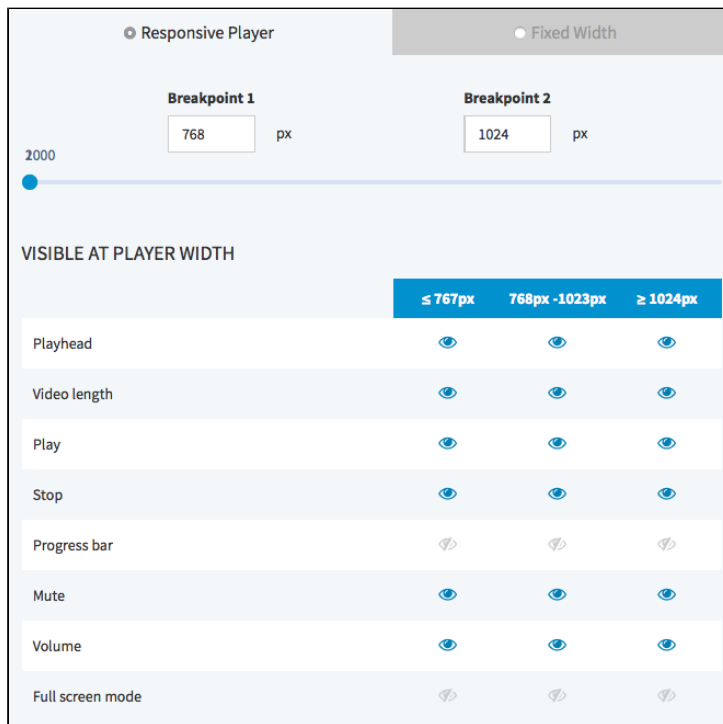 Responsive Player Fixed Width
Breakpoint 1 Breakpoint 2
768 px 1024 px
VISIBLE AT PLAYER WIDTH
≤ 767px 768px -1023px ≥ 1024px
Playhead
Video length
Play
Stop
Progress bar
Mute
Volume
Full screen mode